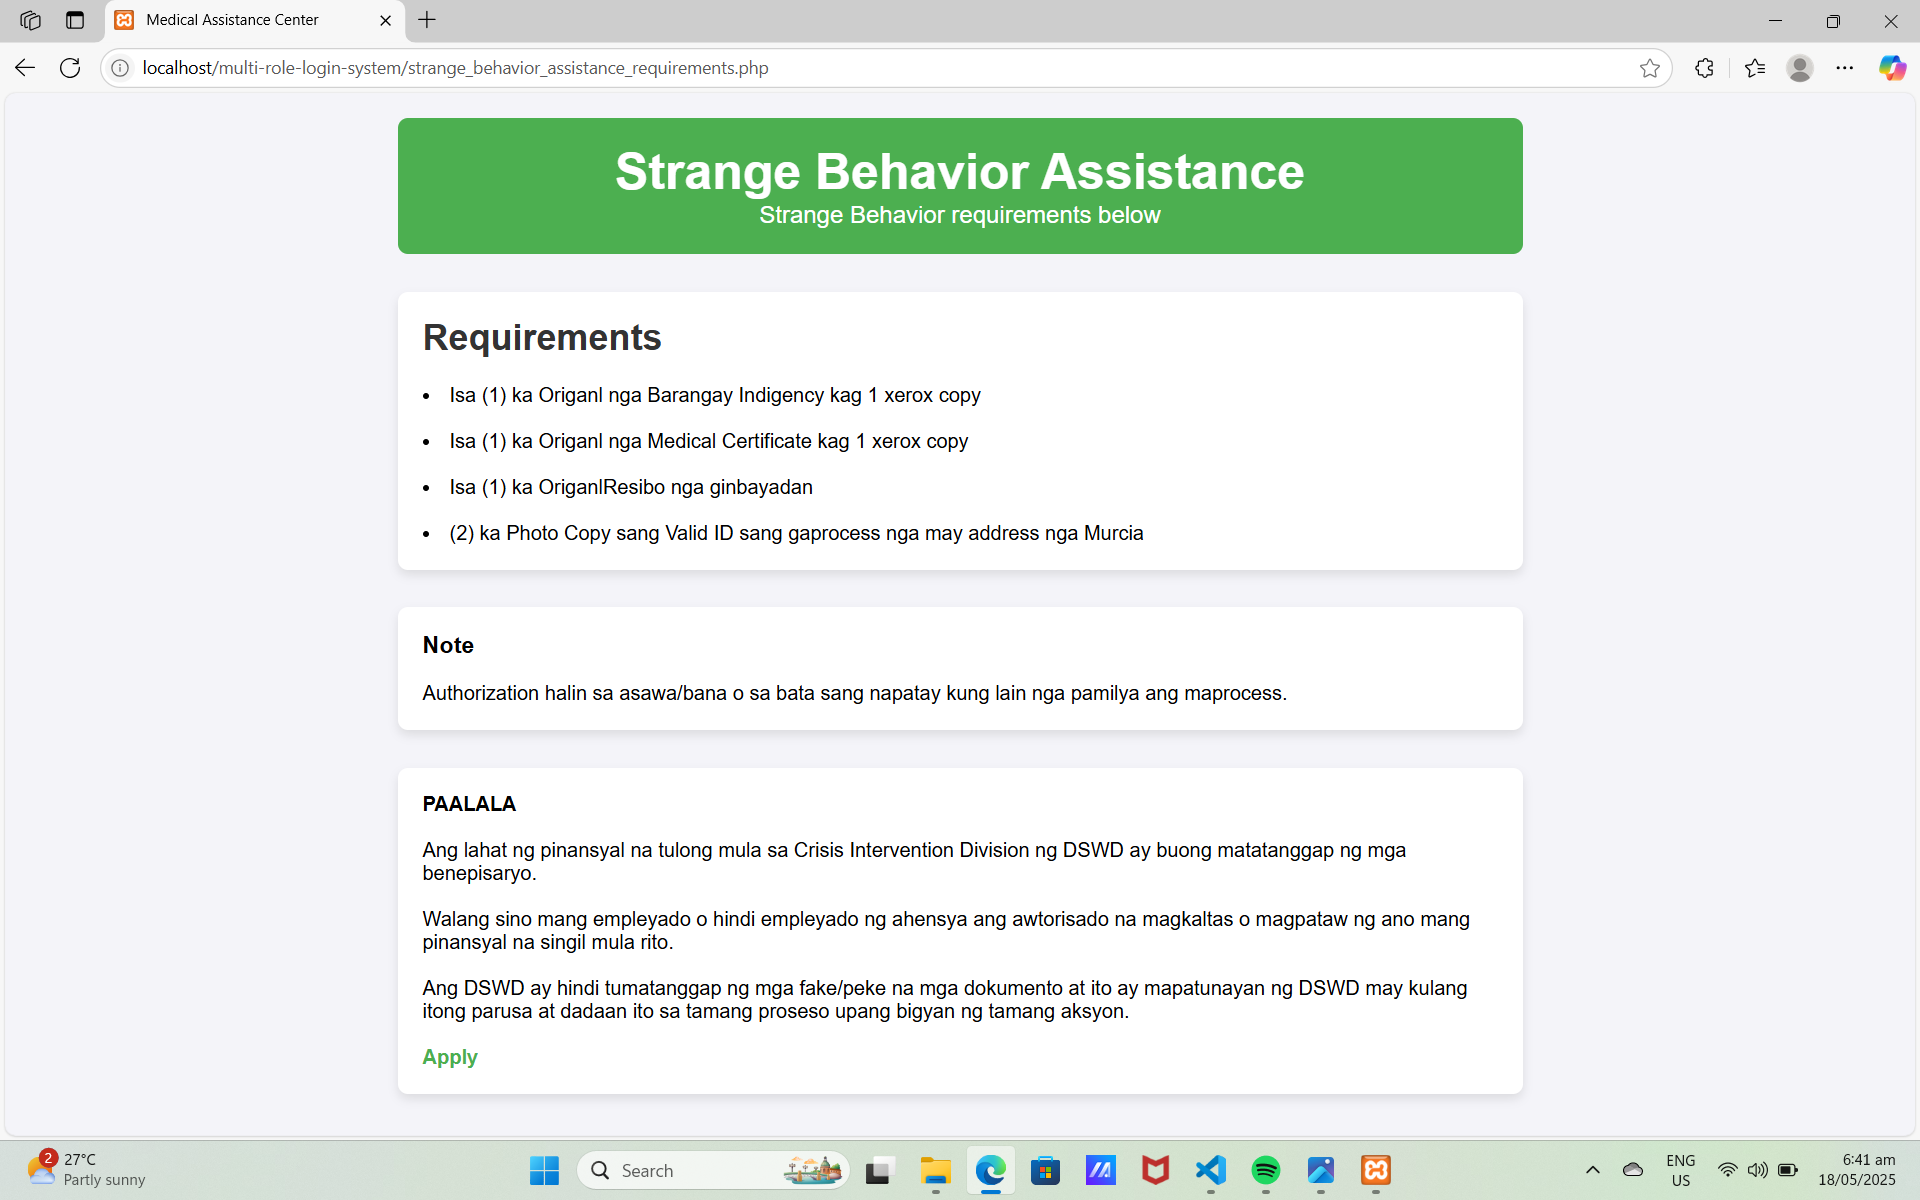 Medical Assistance Center
localhost/multi-role-login-system/strange_behavior_assistance_requirements.php
Strange Behavior Assistance
Strange Behavior requirements below
Requirements
• Isa (1) ka Origanl nga Barangay Indigency kag 1 xerox copy
• Isa (1) ka Origanl nga Medical Certificate kag 1 xerox copy
• Isa (1) ka OriganlResibo nga ginbayadan
• (2) ka Photo Copy sang Valid ID sang gaprocess nga may address nga Murcia
Note
Authorization halin sa asawa/bana o sa bata sang napatay kung lain nga pamilya ang maprocess.
PAALALA
Ang lahat ng pinansyal na tulong mula sa Crisis Intervention Division ng DSWD ay buong matatanggap ng mga
benepisaryo.
Walang sino mang empleyado o hindi empleyado ng ahensya ang awtorisado na magkaltas o magpataw ng ano mang
pinansyal na singil mula rito.
Ang DSWD ay hindi tumatanggap ng mga fake/peke na mga dokumento at ito ay mapatunayan ng DSWD may kulang
itong parusa at dadaan ito sa tamang proseso upang bigyan ng tamang aksyon.
Apply
2
27°C
Partly sunny
Search
ENG
US
6:41 am
18/05/2025